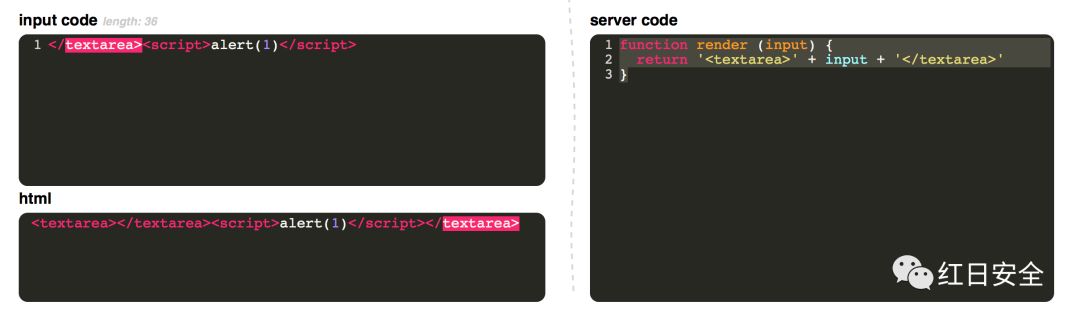 input code length: 36
1 </textarea><script>alert(1)</script>
html
<textarea></textarea><script>alert(1)</script></textarea>
server code
1 function render (input) {
2 return '<textarea>' + input + '</textarea>'
3 }
红日安全